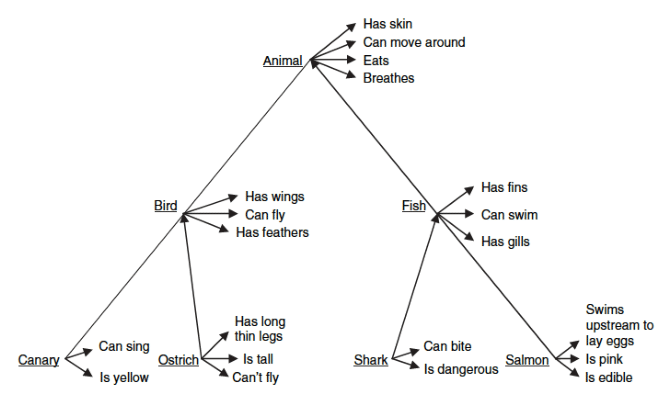 Animal
Has skin
Can move around
Eats
Breathes
Bird
Has wings
Can fly
Has feathers
Fish
Has fins
Can swim
Has gills
Canary
Can sing
Is yellow
Ostrich
Has long
thin legs
Is tall
Can't fly
Shark
Can bite
Is dangerous
Salmon
Swims
upstream to
lay eggs
Is pink
Is edible